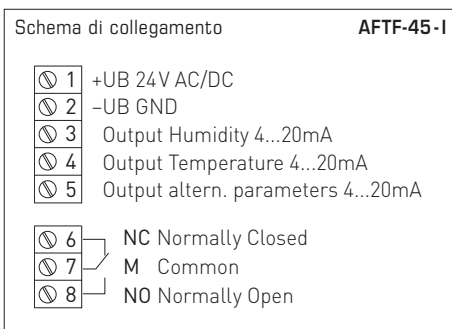 Schema di collegamento AFTF-45-I
1 +UB 24V AC/DC
2 –UB GND
3 Output Humidity 4...20mA
4 Output Temperature 4...20mA
5 Output altern. parameters 4...20mA
6 NC Normally Closed
7 M Common
8 NO Normally Open